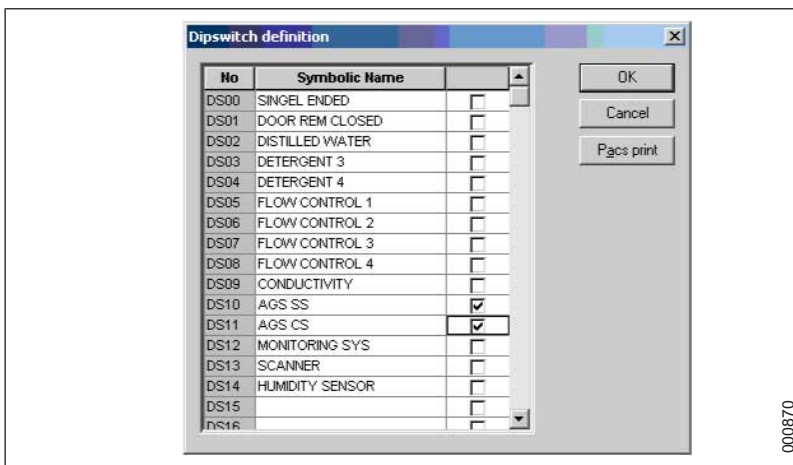 Dipswitch definition
No Symbolic Name
DS00 SINGEL ENDED
DS01 DOOR REM CLOSED
DS02 DISTILLED WATER
DS03 DETERGENT 3
DS04 DETERGENT 4
DS05 FLOW CONTROL 1
DS06 FLOW CONTROL 2
DS07 FLOW CONTROL 3
DS08 FLOW CONTROL 4
DS09 CONDUCTIVITY
DS10 AGS SS
DS11 AGS CS
DS12 MONITORING SYS
DS13 SCANNER
DS14 HUMIDITY SENSOR
DS15
DS16
OK
Cancel
Pacs print
000870